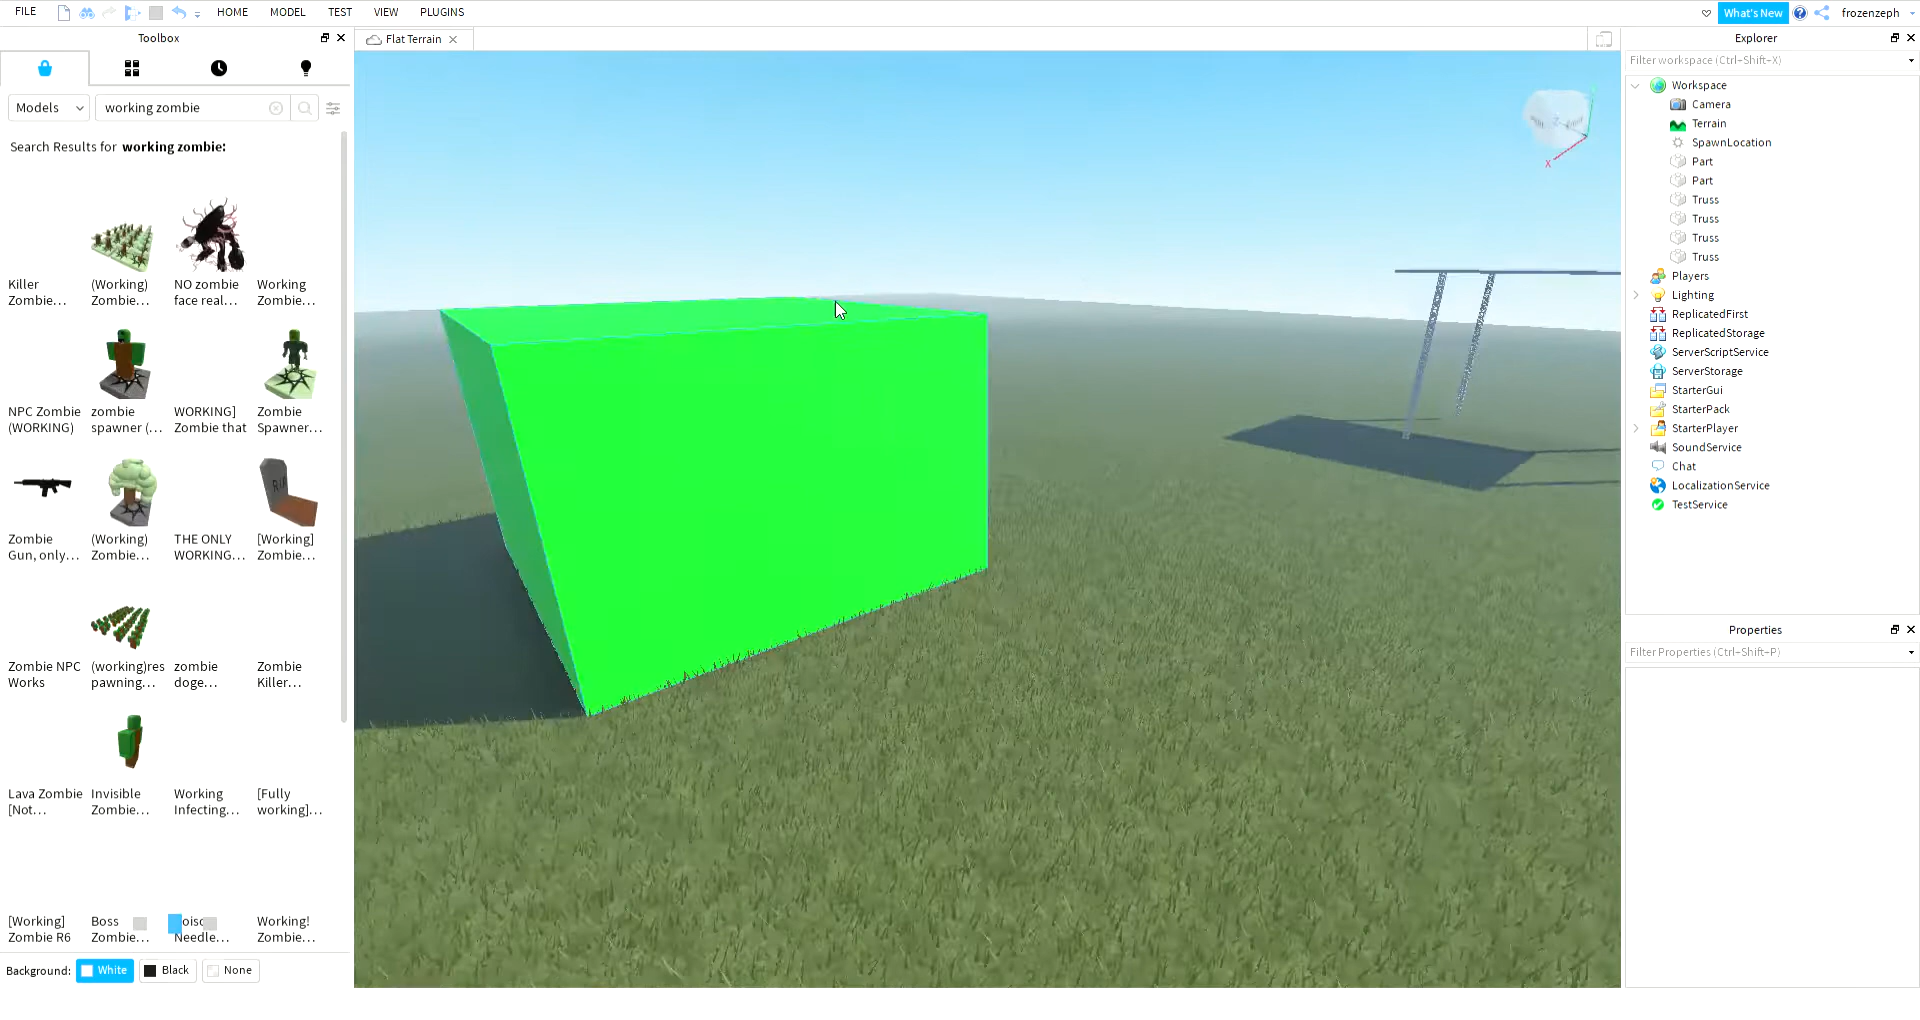 FILE HOME MODEL TEST VIEW PLUGINS What's New frozenzeph
Toolbox
Flat Terrain
Models working zombie
Search Results for working zombie:
Killer Zombie...
(Working) Zombie...
NO zombie face real...
Working Zombie...
NPC Zombie (WORKING)
zombie spawner (...
WORKING] Zombie that
Zombie Spawner...
Zombie Gun, only...
(Working) Zombie...
THE ONLY WORKING...
[Working] Zombie...
Zombie NPC Works
(working)res pawning...
zombie doge...
Zombie Killer...
Lava Zombie [Not...
Invisible Zombie...
Working Infecting...
[Fully working]...
[Working] Zombie R6
Boss Zombie...
Needle...
Working! Zombie...
Background: White Black None
X
Explorer
Filter workspace (Ctrl-Shift-X)
Workspace
Camera
Terrain
SpawnLocation
Part
Part
Truss
Truss
Truss
Truss
Players
Lighting
ReplicatedFirst
ReplicatedStorage
ServerScriptService
ServerStorage
StarterGui
StarterPack
StarterPlayer
SoundService
Chat
LocalizationService
TestService
Properties
Filter Properties (Ctrl-Shift-P)